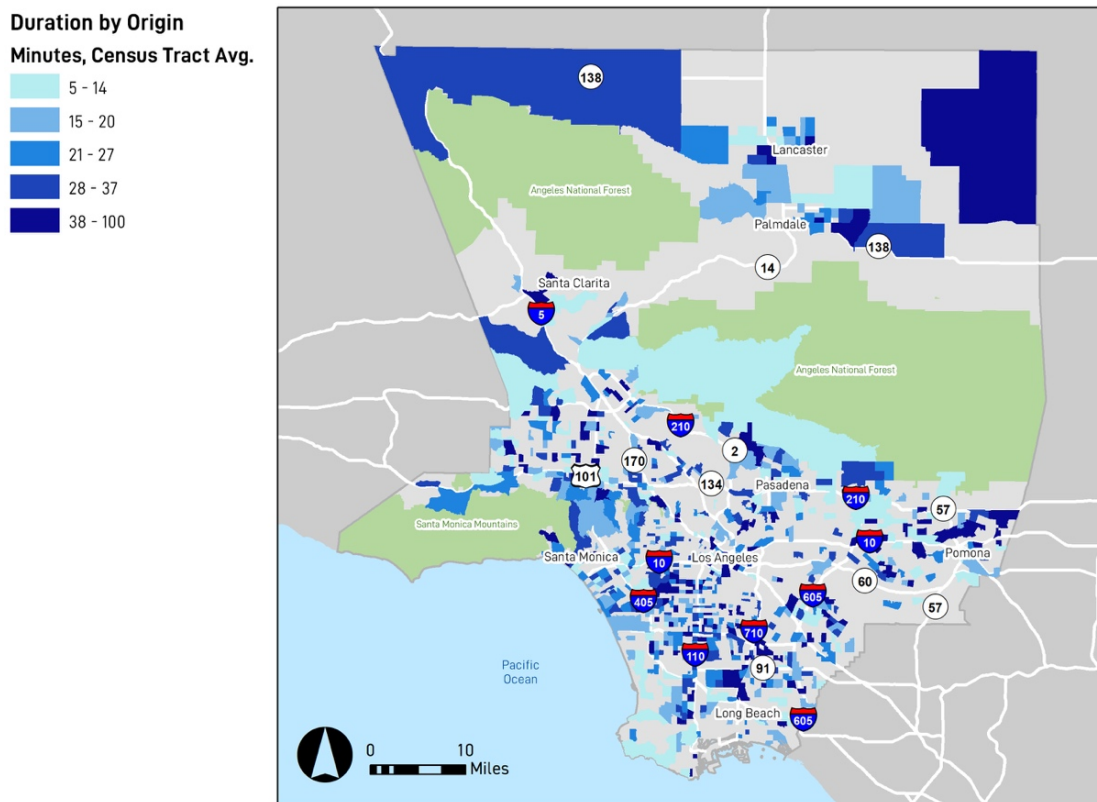 Duration by Origin
Minutes, Census Tract Avg.
5 - 14
15 - 20
21 - 27
28 - 37
38 - 100
138
Lancaster
Angeles National Forest
Palmdale
138
14
Santa Clarita
5
Angeles National Forest
210
2
170
101
134
Pasadena
210
57
Santa Monica Mountains
10
Pomona
Santa Monica
10
Los Angeles
60
405
605
57
710
110
91
Pacific
Ocean
Long Beach
605
0 10
Miles